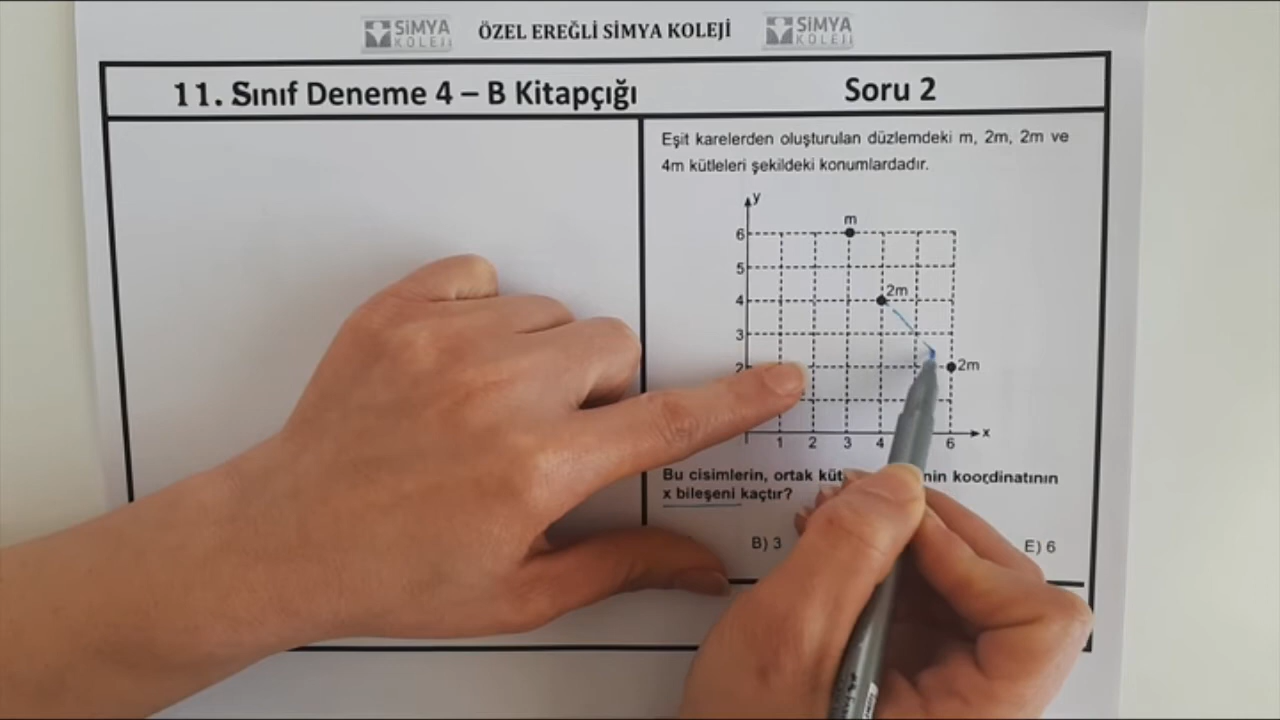 SİMYA KOLEJİ
ÖZEL EREĞLİ SİMYA KOLEJİ
SİMYA KOLEJİ
11. Sınıf Deneme 4 – B Kitapçığı
Soru 2
Eşit karelerden oluşturulan düzlemdeki m, 2m, 2m ve
4m kütleleri şekildeki konumlardadır.
y
m
6
5
4
2m
3
2
2m
x
1 2 3 4 6
Bu cisimlerin, ortak küt nin koordinatının
x bileşeni kaçtır?
B) 3
E) 6